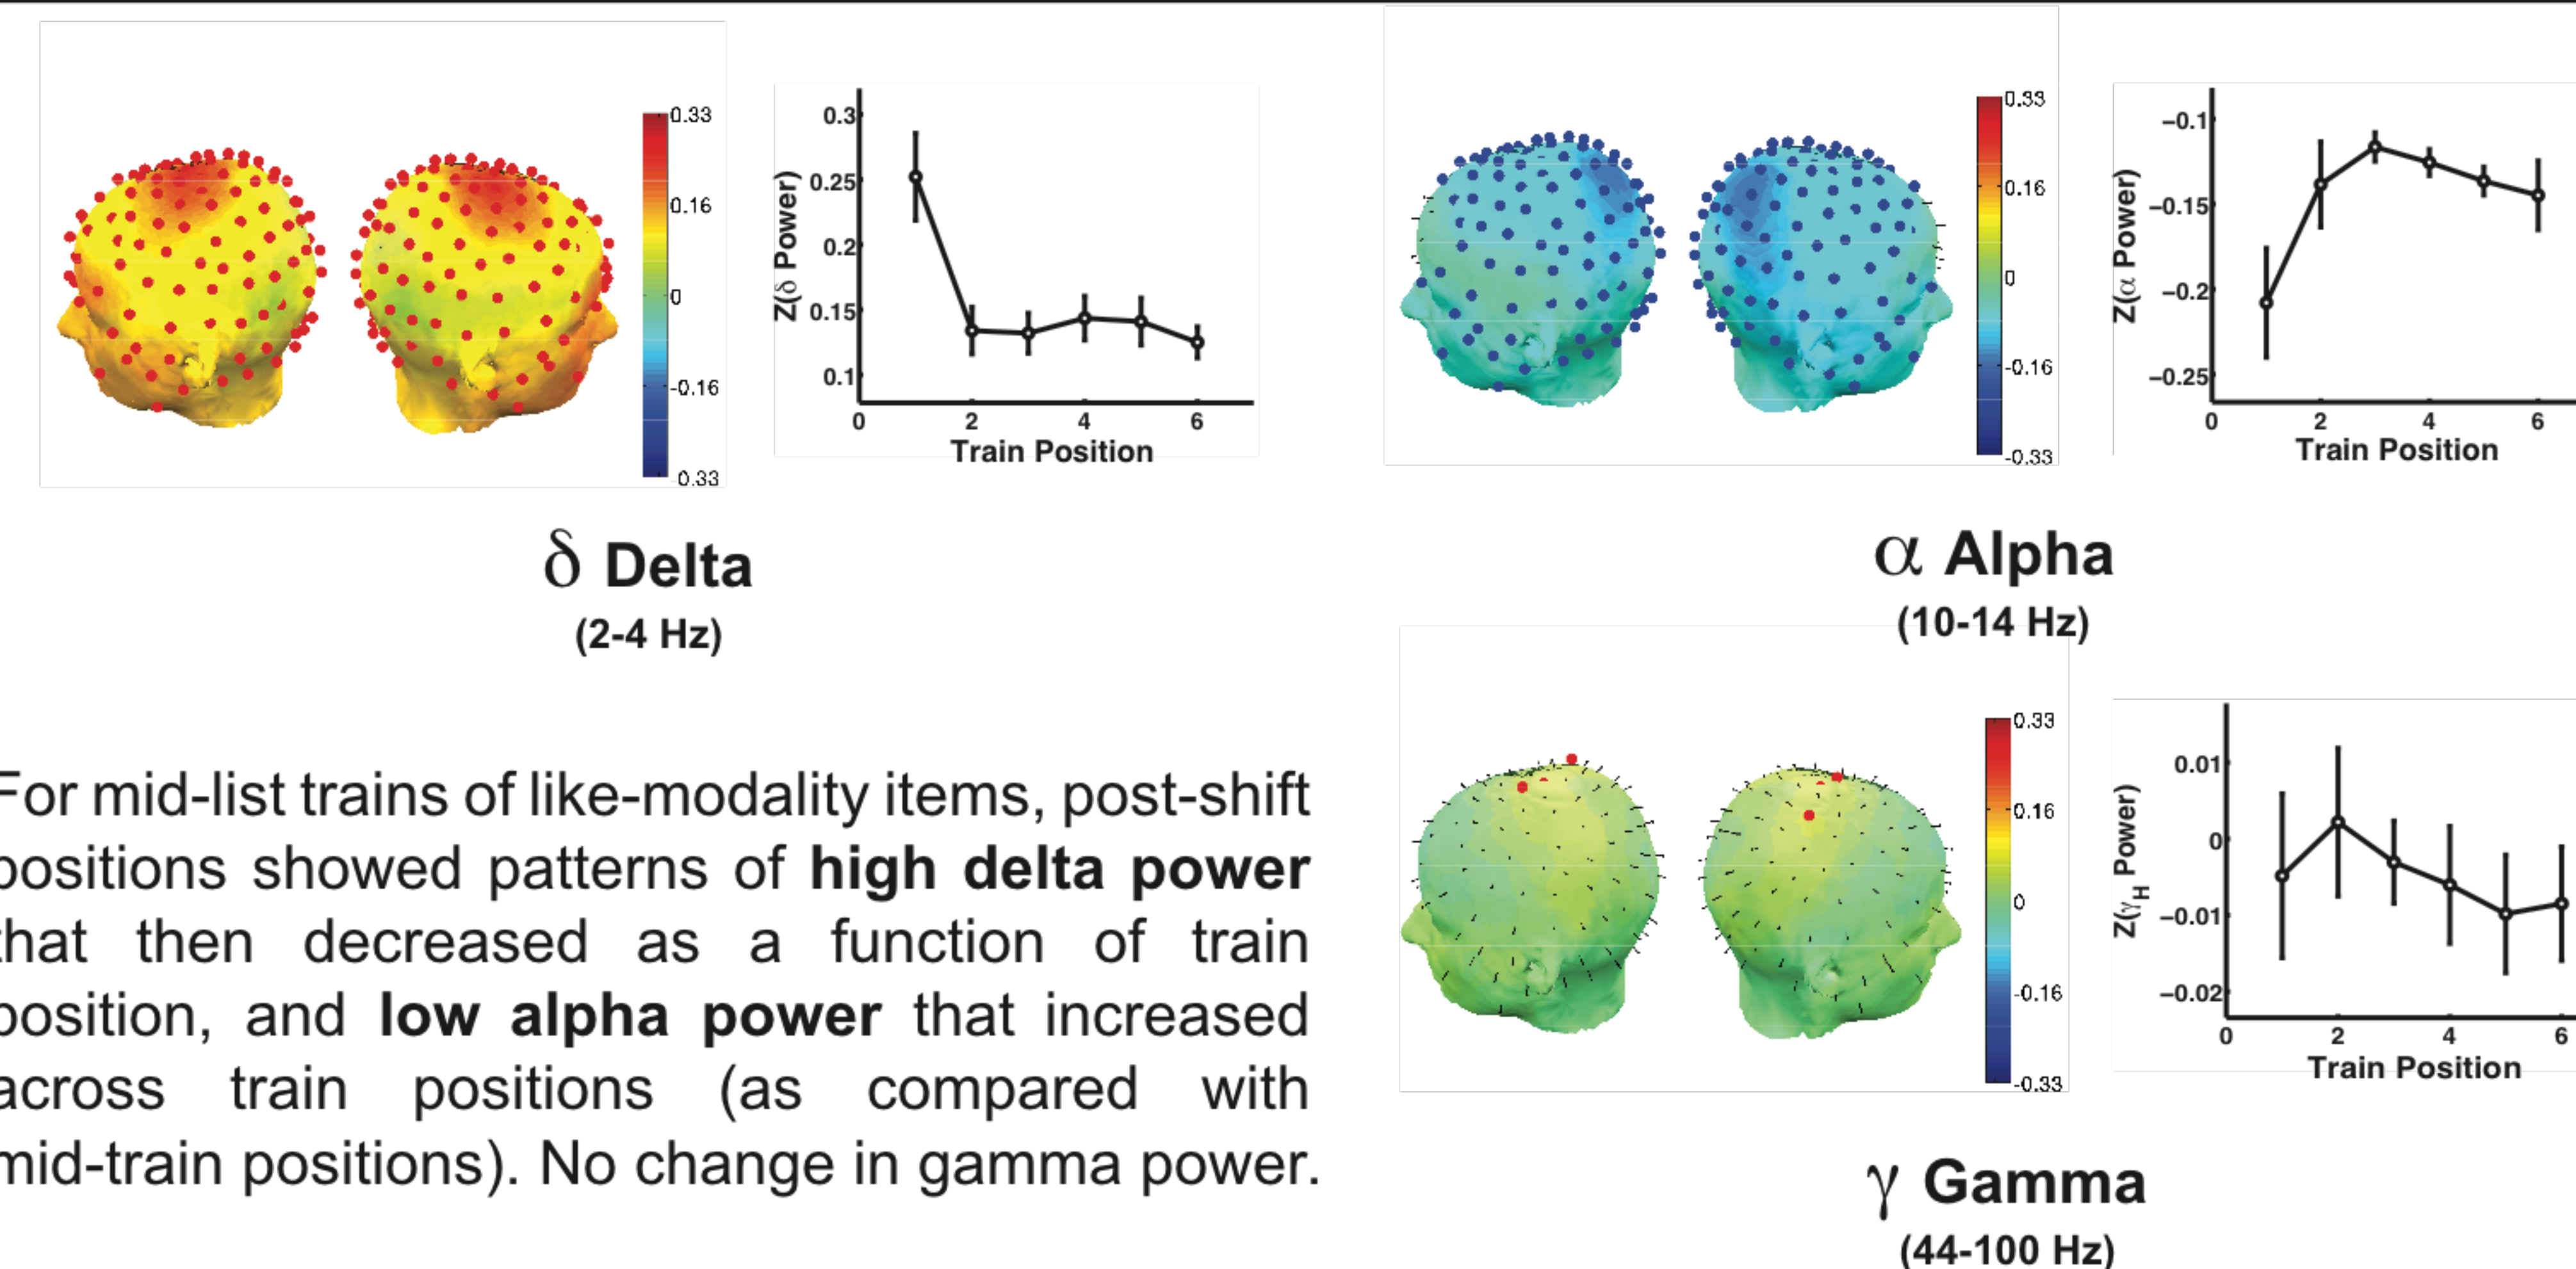 0.33
0.16
0
-0.16
0.33
0.3
0.25
0.2
0.15
0.1
Z(δ Power)
0 2 4 6
Train Position
δ Delta
(2-4 Hz)
0.33
0.16
0
-0.16
-0.33
−0.1
−0.15
−0.2
−0.25
Z(α Power)
0 2 4 6
Train Position
α Alpha
(10-14 Hz)
For mid-list trains of like-modality items, post-shift
positions showed patterns of high delta power
that then decreased as a function of train
position, and low alpha power that increased
across train positions (as compared with
mid-train positions). No change in gamma power.
0.33
0.16
0
-0.16
-0.33
0.01
0
−0.01
−0.02
Z(γH Power)
0 2 4 6
Train Position
γ Gamma
(44-100 Hz)